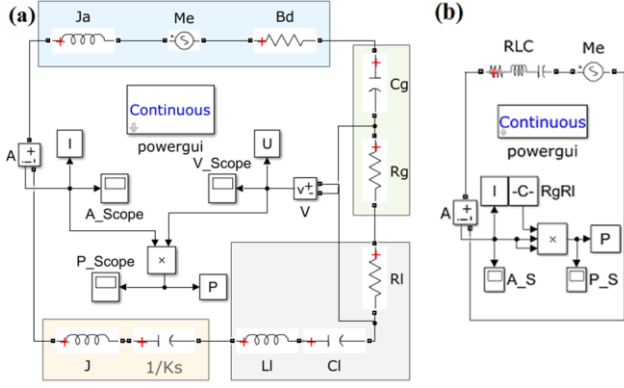 (a)
Ja
Me
Bd
Continuous
powergui
Cg
Rg
A
I
A_Scope
V_Scope
U
V
P_Scope
×
P
Rl
J
1/Ks
Ll
Cl
(b)
RLC
Me
Continuous
powergui
A
I
-C-
RgRl
×
P
A_S
P_S